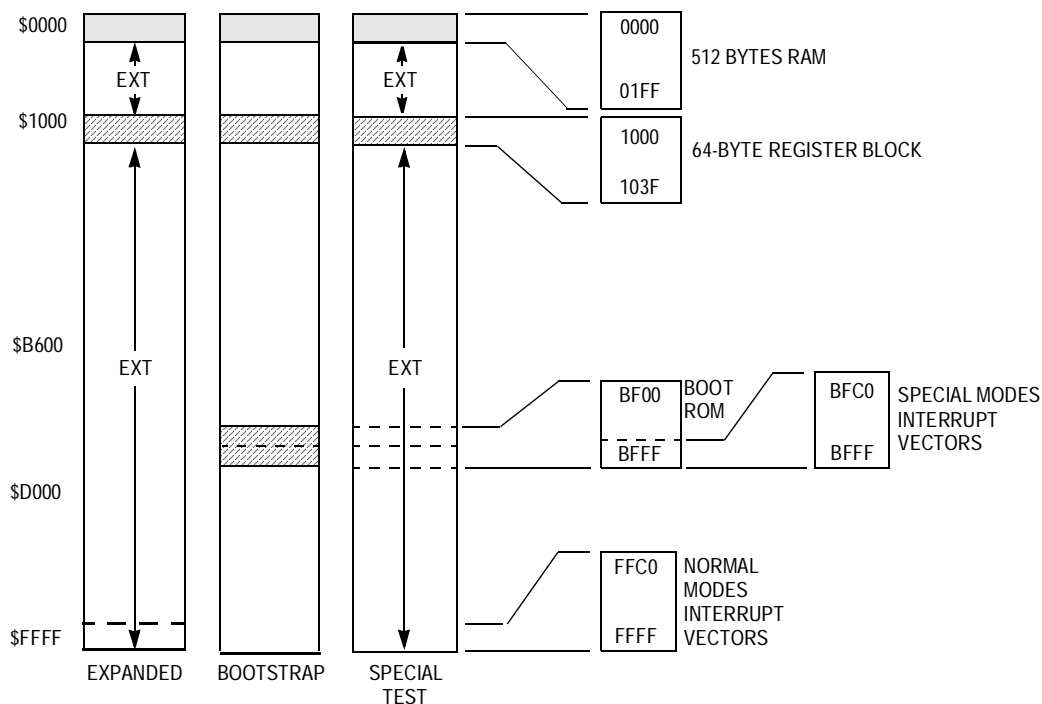 $0000
$1000
$B600
$D000
$FFFF
EXT
EXT
EXPANDED
BOOTSTRAP
EXT
EXT
SPECIAL
TEST
0000
01FF
512 BYTES RAM
1000
103F
64-BYTE REGISTER BLOCK
BF00
BFFF
BOOT
ROM
BFC0
BFFF
SPECIAL MODES
INTERRUPT
VECTORS
FFC0
FFFF
NORMAL
MODES
INTERRUPT
VECTORS